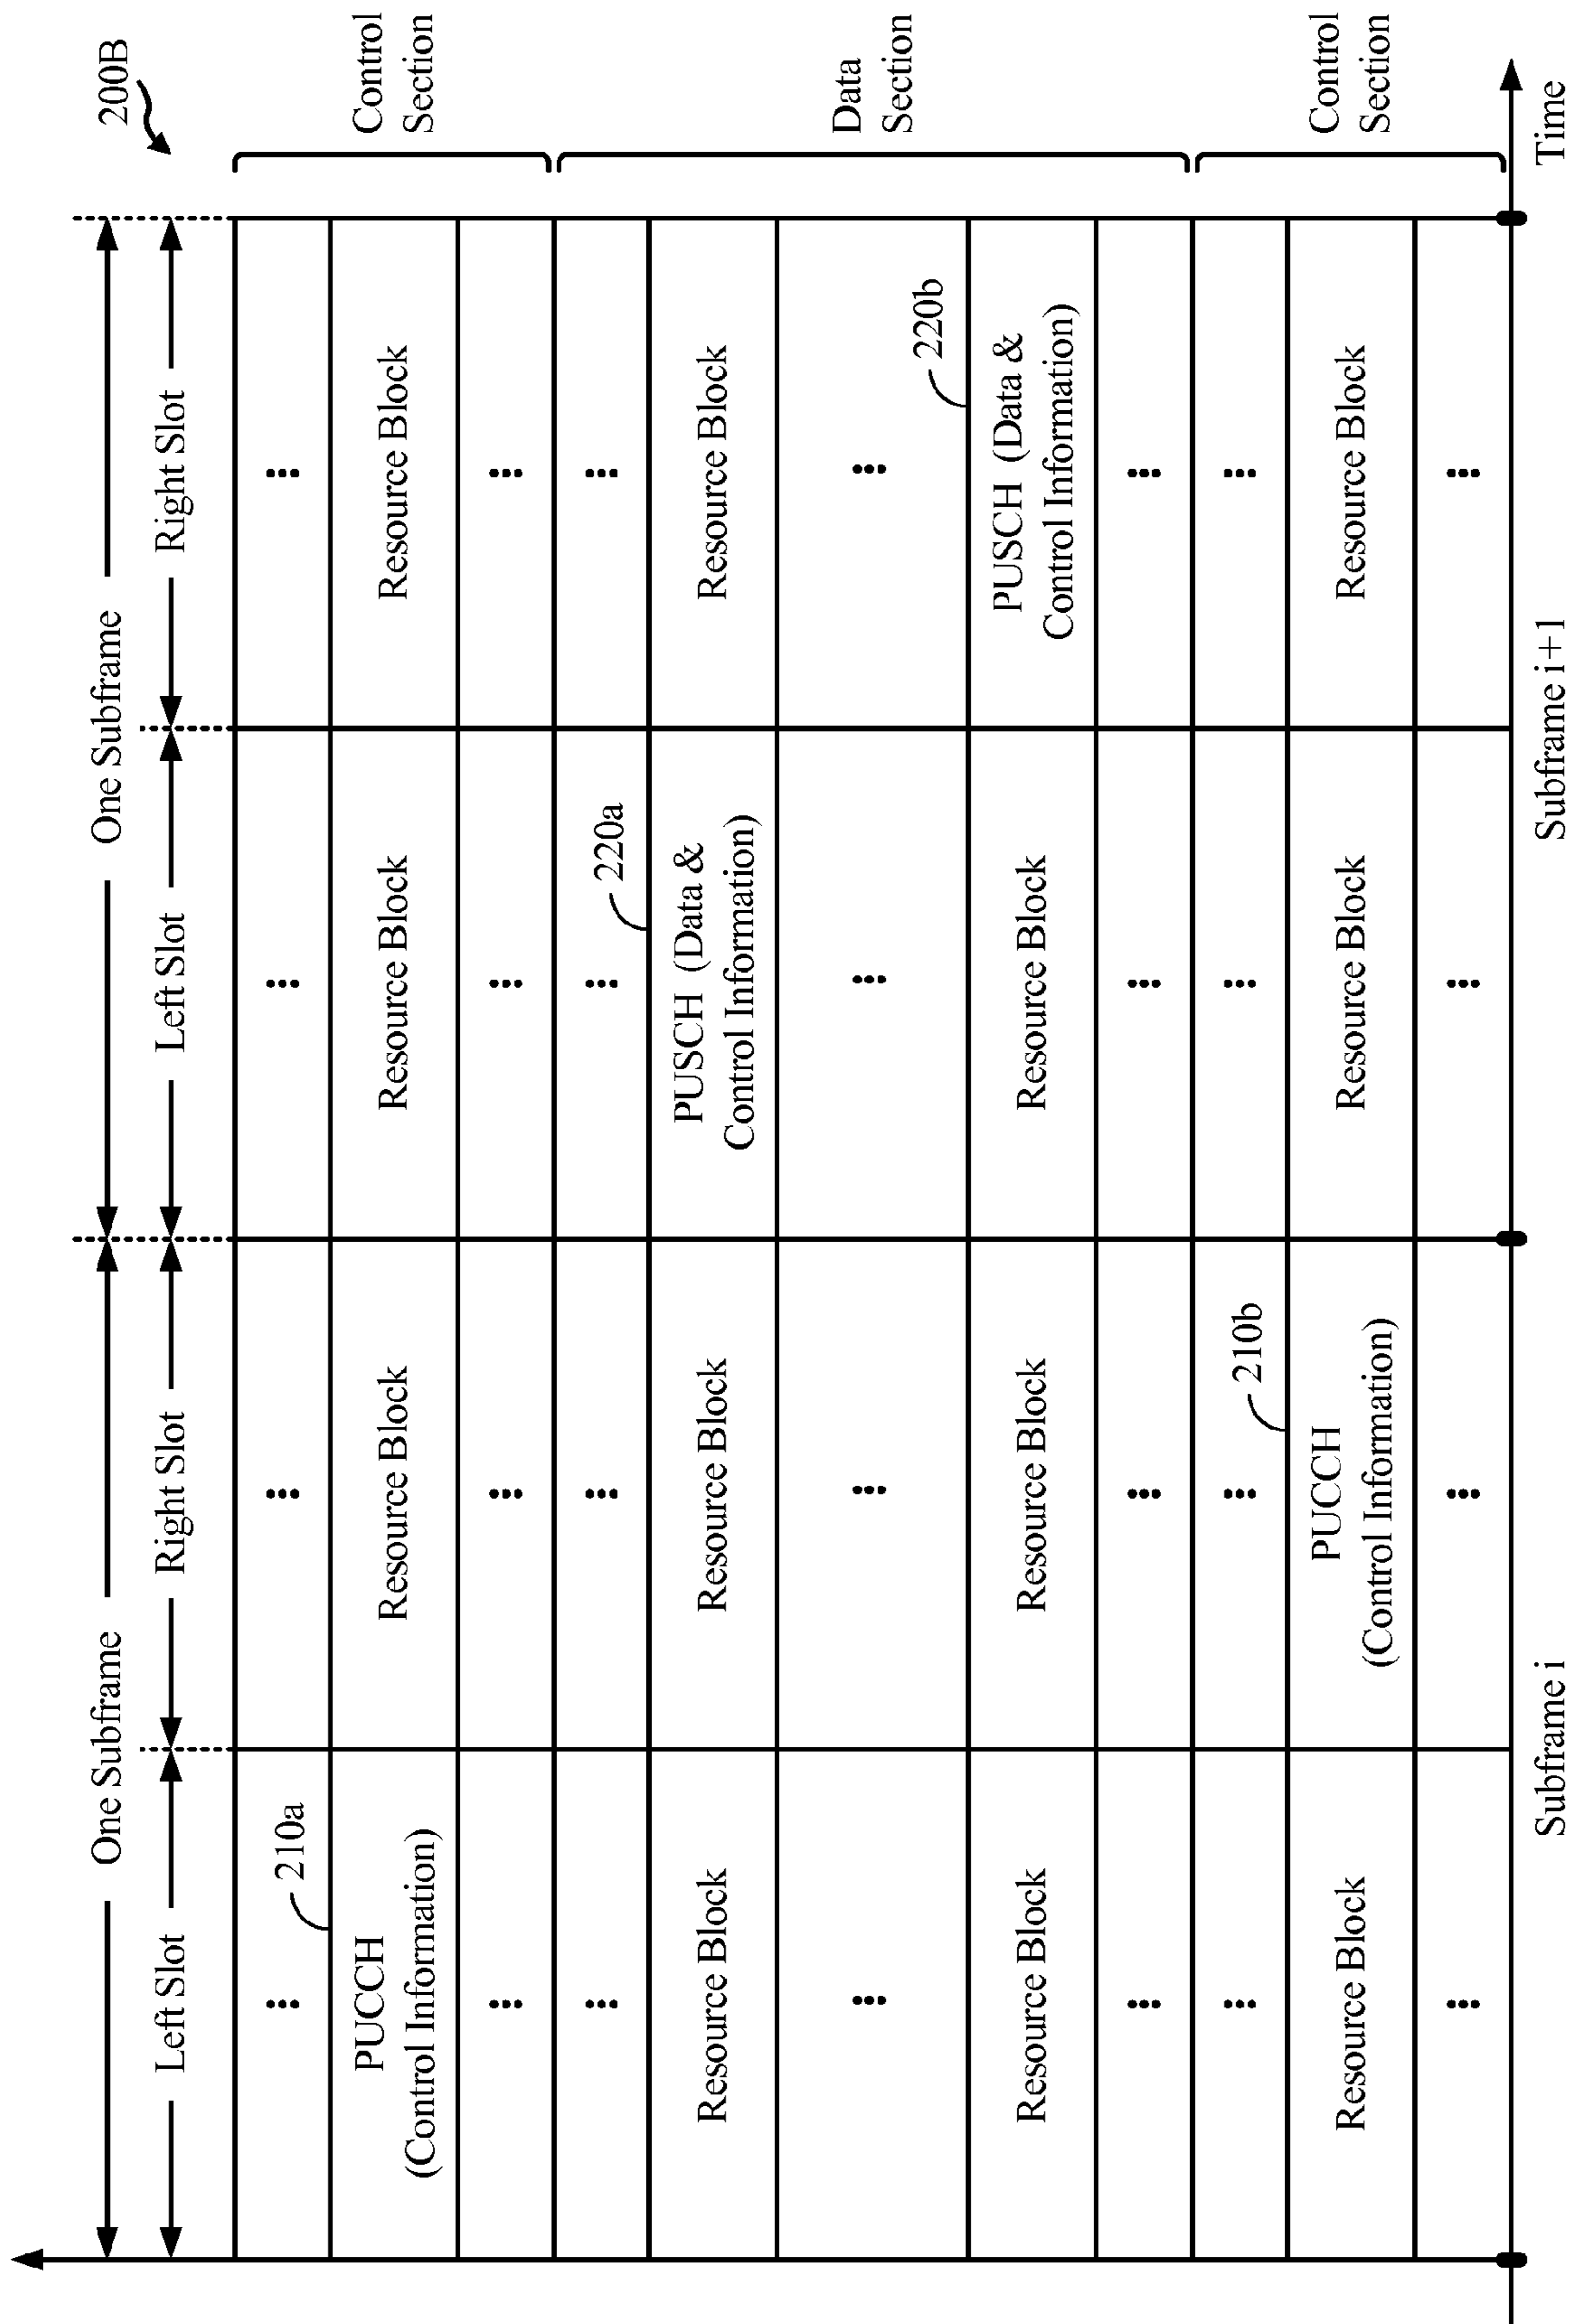 200B
One Subframe
One Subframe
Left Slot
Right Slot
Left Slot
Right Slot
Control
Section
210a
PUCCH
(Control Information)
Resource Block
Resource Block
Resource Block
Data
Section
220a
Resource Block
Resource Block
PUSCH (Data &
Control Information)
Resource Block
220b
Resource Block
Resource Block
Resource Block
PUSCH (Data &
Control Information)
Control
Section
210b
Resource Block
PUCCH
(Control Information)
Resource Block
Resource Block
Subframe i
Subframe i+1
Time